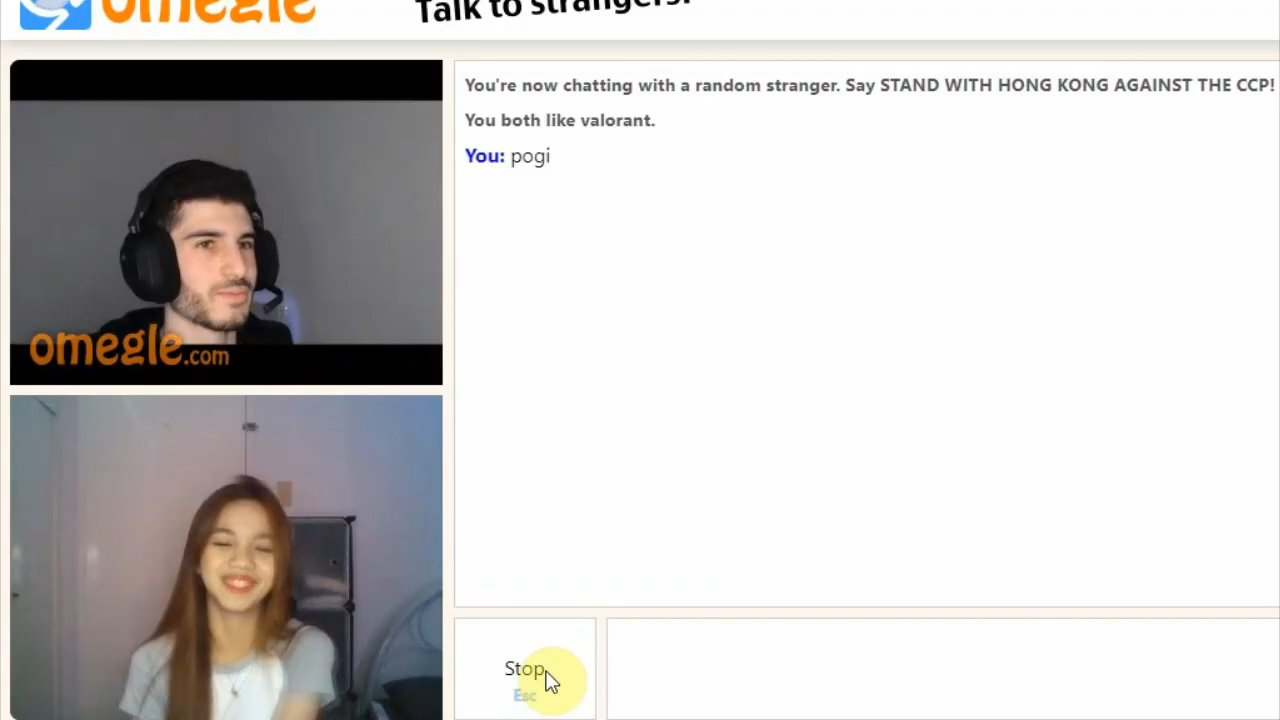 omegle
Talk to strangers!
You're now chatting with a random stranger. Say STAND WITH HONG KONG AGAINST THE CCP!
You both like valorant.
You: pogi
omegle.com
Stop
Esc